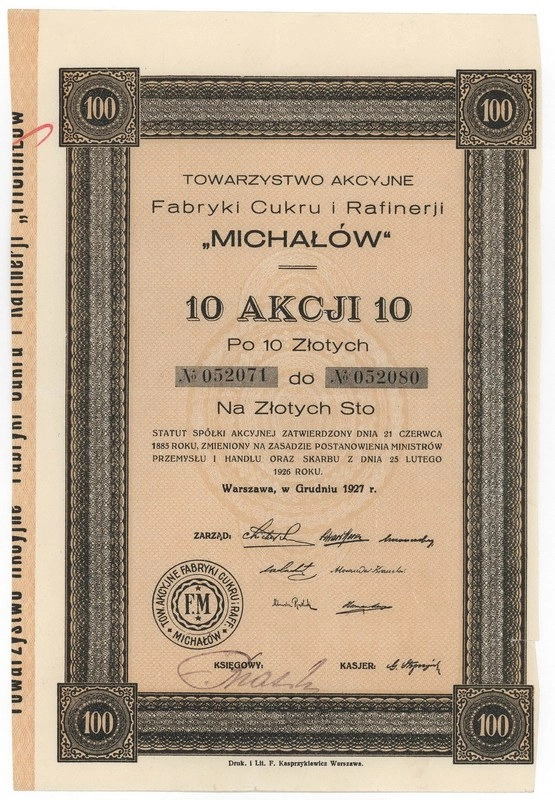 100
100
TOWARZYSTWO AKCYJNE
Fabryki Cukru i Rafinerji
„MICHAŁÓW“
10 AKCJI 10
Po 10 Złotych
№ 052071 do № 052080
Na Złotych Sto
STATUT SPÓŁKI AKCYJNEJ ZATWIERDZONY DNIA 21 CZERWCA
1885 ROKU, ZMIENIONY NA ZASADZIE POSTANOWIENIA MINISTRÓW
PRZEMYSŁU I HANDLU ORAZ SKARBU Z DNIA 25 LUTEGO
1926 ROKU.
Warszawa, w Grudniu 1927 r.
ZARZĄD:
TOW. AKCYJNE FABRYKI CUKRU i RAFF.
FM
MICHAŁÓW
KSIĘGOWY:
KASJER:
100
100
Druk. i Lit. F. Kasprzykiewicz Warszawa.
Towarzystwo Akcyjne Fabryki Cukru i Rafinerji „